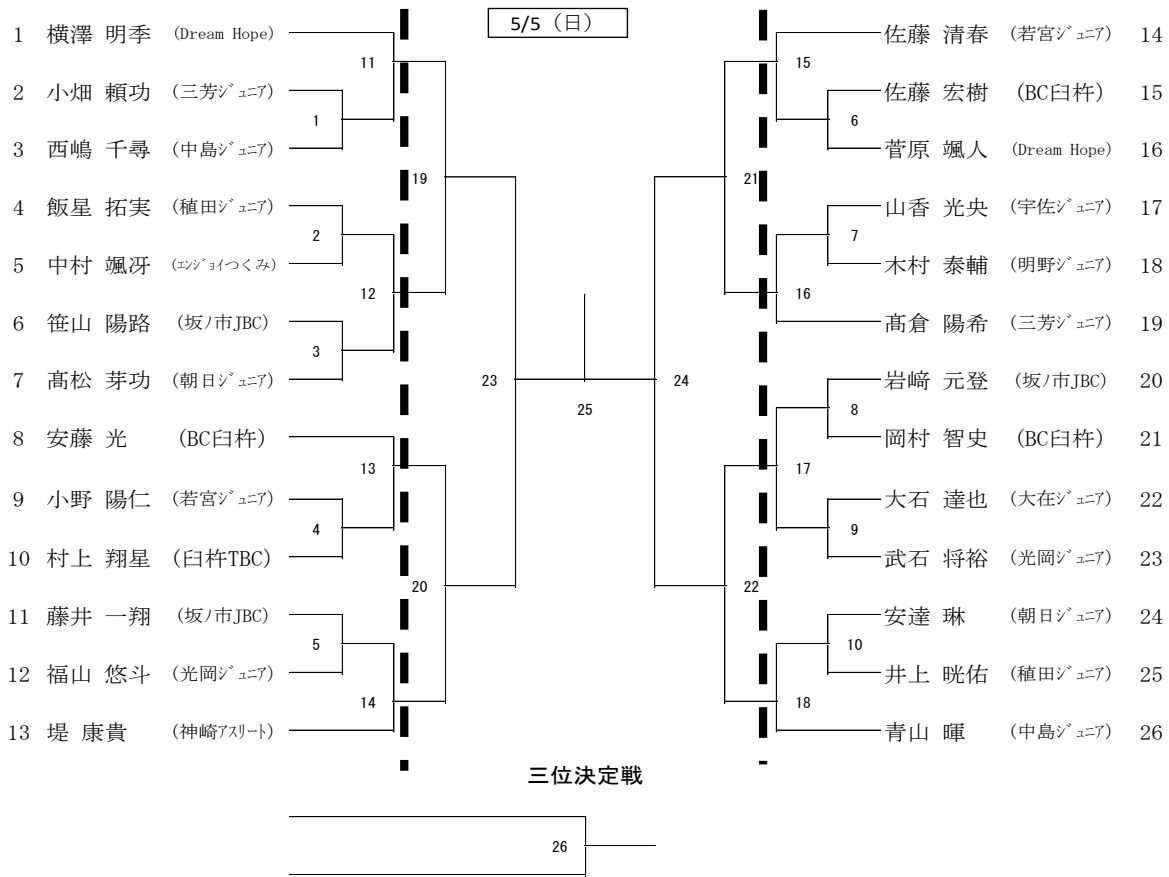 5/5（日）
1 横澤 明季 (Dream Hope)
2 小畑 頼功 (三芳ｼﾞｭﾆｱ)
3 西嶋 千尋 (中島ｼﾞｭﾆｱ)
4 飯星 拓実 (稙田ｼﾞｭﾆｱ)
5 中村 颯冴 (ｴﾝｼﾞｮｲつくみ)
6 笹山 陽路 (坂ﾉ市JBC)
7 髙松 芽功 (朝日ｼﾞｭﾆｱ)
8 安藤 光 (BC臼杵)
9 小野 陽仁 (若宮ｼﾞｭﾆｱ)
10 村上 翔星 (臼杵TBC)
11 藤井 一翔 (坂ﾉ市JBC)
12 福山 悠斗 (光岡ｼﾞｭﾆｱ)
13 堤 康貴 (神崎ｱｽﾘｰﾄ)
11
1
19
2
12
3
23
13
4
20
5
14
25
24
15
6
21
7
16
8
17
9
22
10
18
佐藤 清春 (若宮ｼﾞｭﾆｱ) 14
佐藤 宏樹 (BC臼杵) 15
菅原 颯人 (Dream Hope) 16
山香 光央 (宇佐ｼﾞｭﾆｱ) 17
木村 泰輔 (明野ｼﾞｭﾆｱ) 18
髙倉 陽希 (三芳ｼﾞｭﾆｱ) 19
岩﨑 元登 (坂ﾉ市JBC) 20
岡村 智史 (BC臼杵) 21
大石 達也 (大在ｼﾞｭﾆｱ) 22
武石 将裕 (光岡ｼﾞｭﾆｱ) 23
安達 琳 (朝日ｼﾞｭﾆｱ) 24
井上 晄佑 (稙田ｼﾞｭﾆｱ) 25
青山 暉 (中島ｼﾞｭﾆｱ) 26
三位決定戦
26